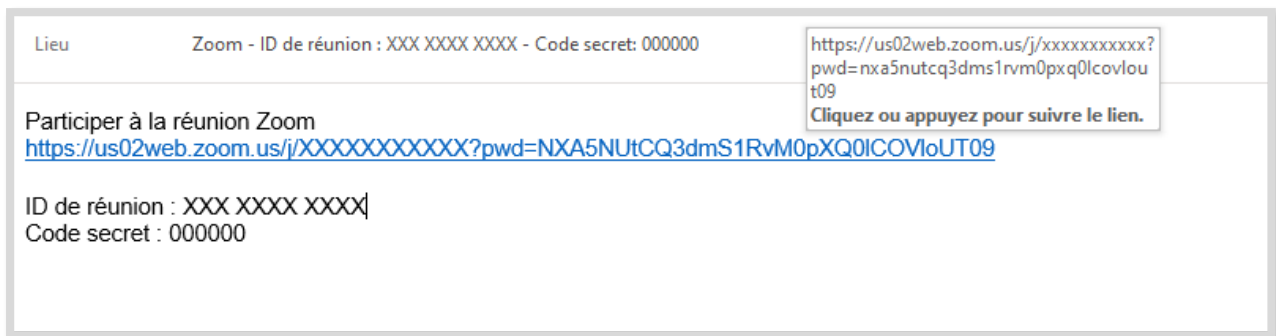 Lieu Zoom - ID de réunion : XXX XXXX XXXX - Code secret: 000000
https://us02web.zoom.us/j/xxxxxxxxxxx?
pwd=nxa5nutcq3dms1rvm0pxq0lcovlou
t09
Cliquez ou appuyez pour suivre le lien.
Participer à la réunion Zoom
https://us02web.zoom.us/j/XXXXXXXXXXX?pwd=NXA5NUtCQ3dmS1RvM0pXQ0lCOVloUT09
ID de réunion : XXX XXXX XXXX
Code secret : 000000